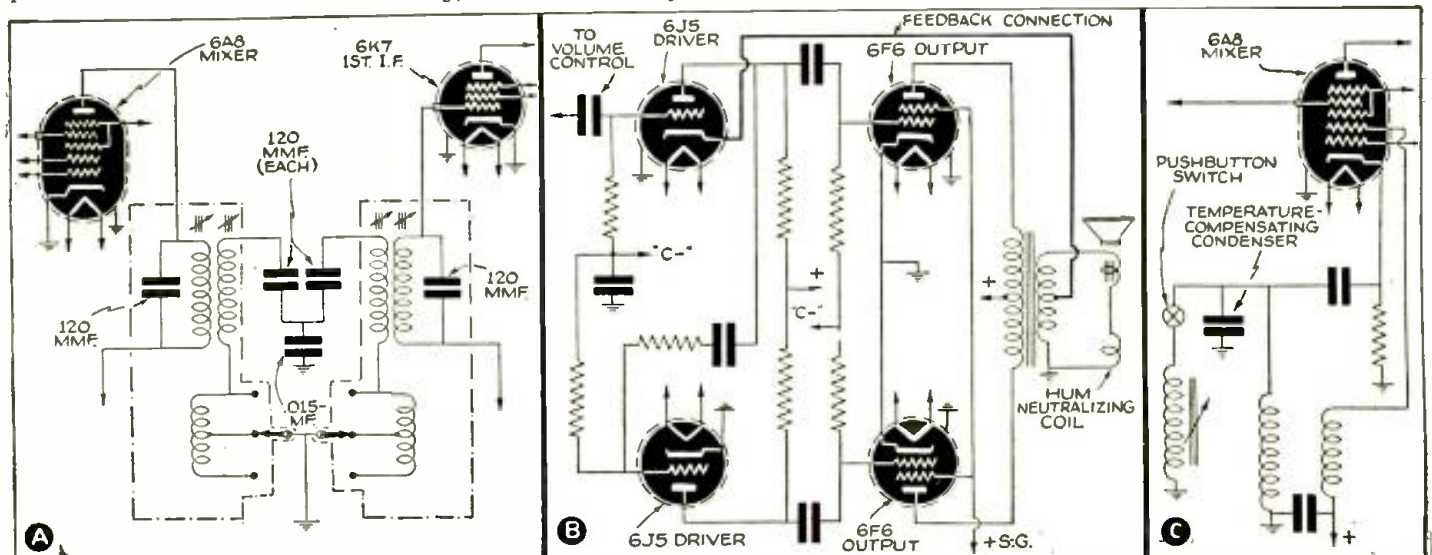 6A8
MIXER
6K7
1ST. I.F.
120
MMF.
(EACH)
120
MMF.
120
MMF.
.015-
MF.
A
TO
VOLUME
CONTROL
6J5
DRIVER
FEEDBACK CONNECTION
6F6 OUTPUT
"C-"
+
"C-"
+
HUM
NEUTRALIZING
COIL
6J5 DRIVER
6F6
OUTPUT
+S.G.
B
6A8
MIXER
PUSHBUTTON
SWITCH
TEMPERATURE-
COMPENSATING
CONDENSER
+
C